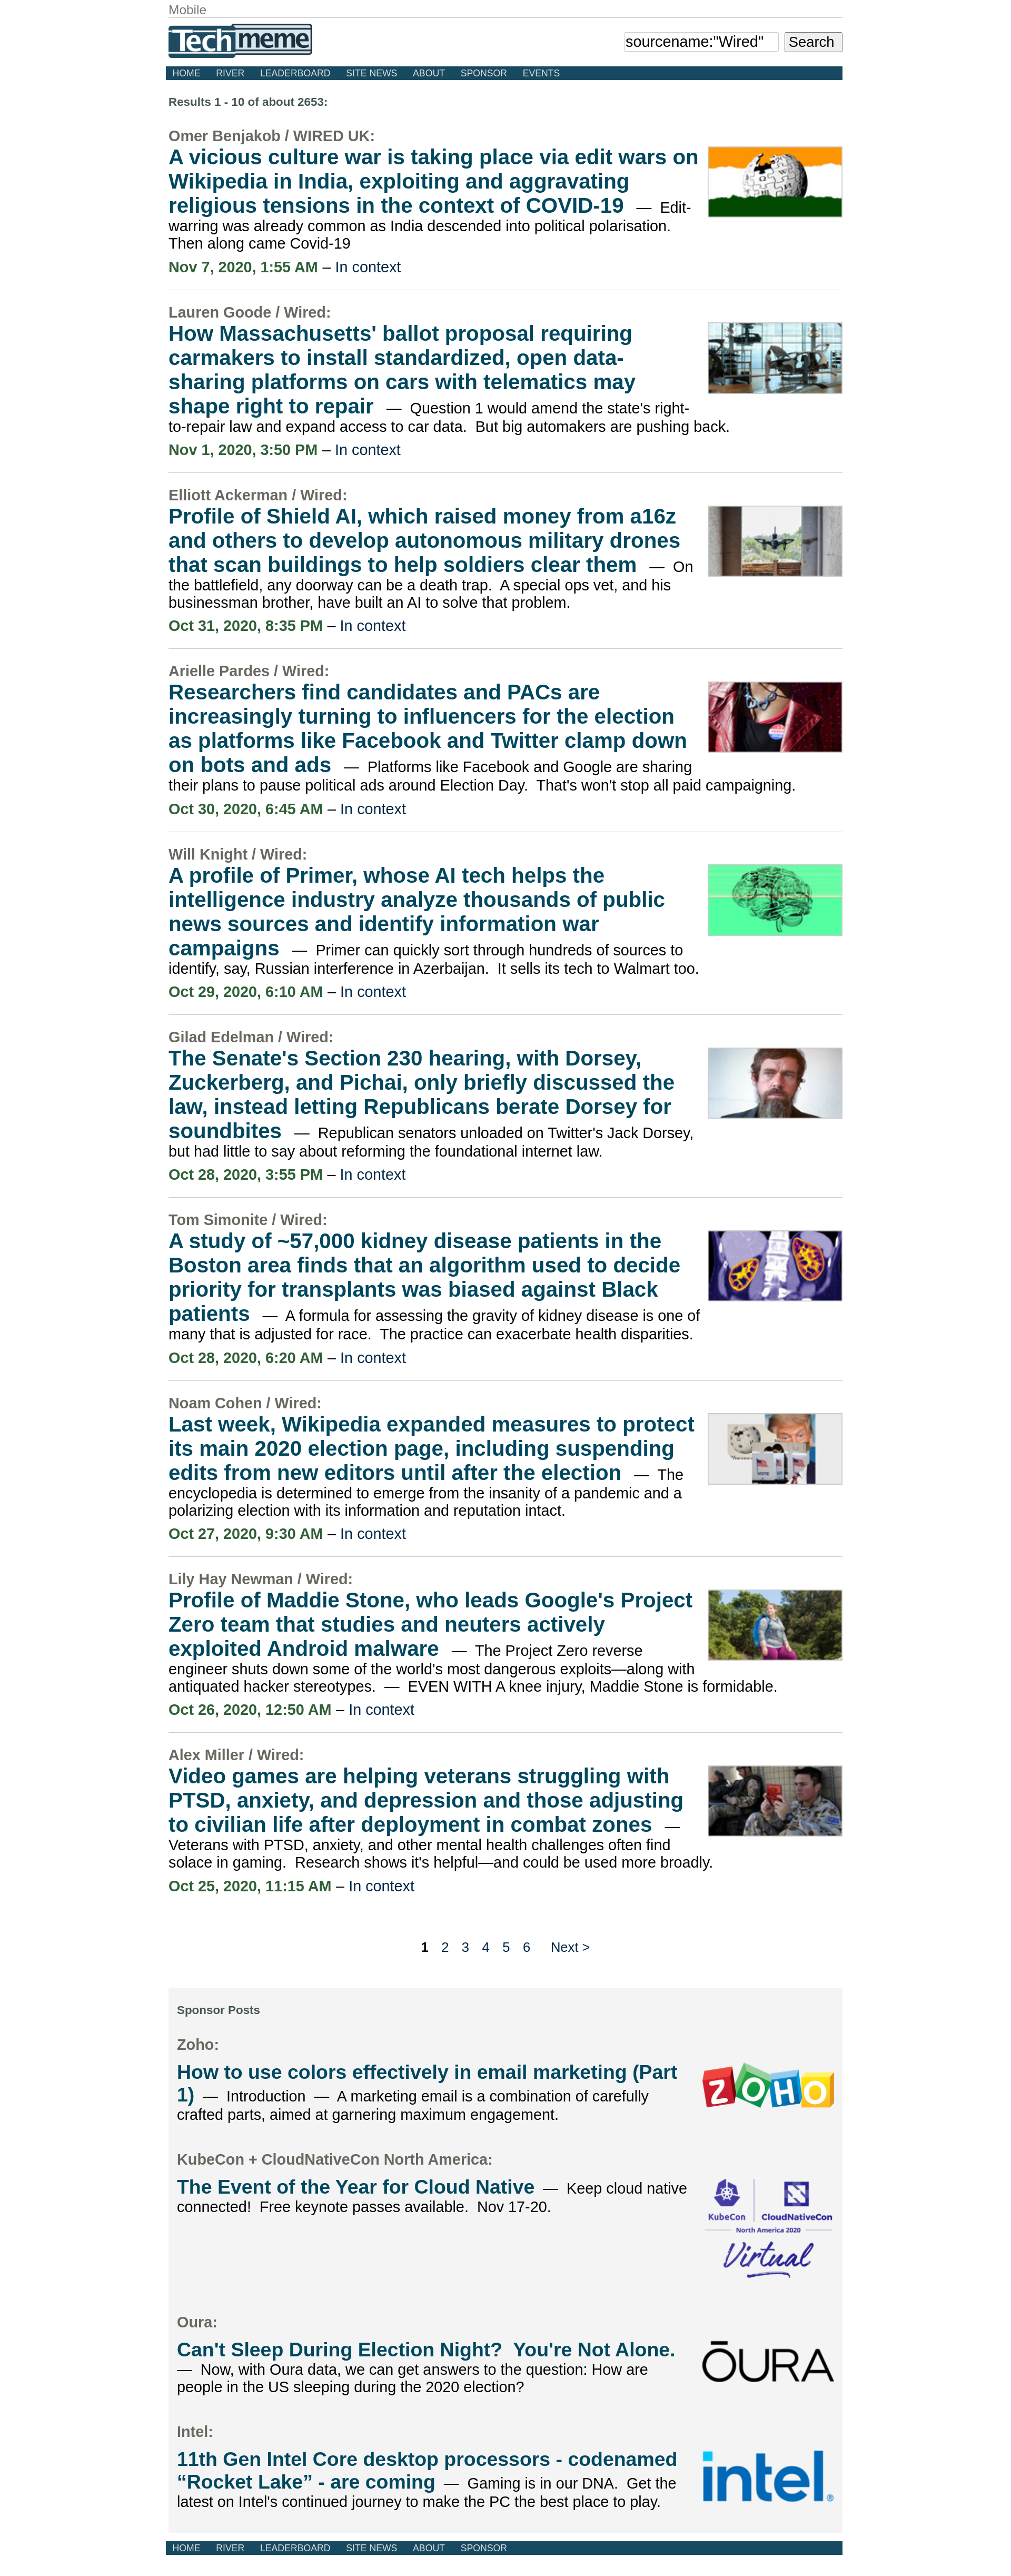 Mobile
Techmeme
sourcename:"Wired"
Search
HOME RIVER LEADERBOARD SITE NEWS ABOUT SPONSOR EVENTS
Results 1 - 10 of about 2653:
Omer Benjakob / WIRED UK:
A vicious culture war is taking place via edit wars on
Wikipedia in India, exploiting and aggravating
religious tensions in the context of COVID-19 — Edit-
warring was already common as India descended into political polarisation.
Then along came Covid-19
Nov 7, 2020, 1:55 AM – In context
Lauren Goode / Wired:
How Massachusetts' ballot proposal requiring
carmakers to install standardized, open data-
sharing platforms on cars with telematics may
shape right to repair — Question 1 would amend the state's right-
to-repair law and expand access to car data. But big automakers are pushing back.
Nov 1, 2020, 3:50 PM – In context
Elliott Ackerman / Wired:
Profile of Shield AI, which raised money from a16z
and others to develop autonomous military drones
that scan buildings to help soldiers clear them — On
the battlefield, any doorway can be a death trap. A special ops vet, and his
businessman brother, have built an AI to solve that problem.
Oct 31, 2020, 8:35 PM – In context
Arielle Pardes / Wired:
Researchers find candidates and PACs are
increasingly turning to influencers for the election
as platforms like Facebook and Twitter clamp down
on bots and ads — Platforms like Facebook and Google are sharing
their plans to pause political ads around Election Day. That's won't stop all paid campaigning.
Oct 30, 2020, 6:45 AM – In context
Will Knight / Wired:
A profile of Primer, whose AI tech helps the
intelligence industry analyze thousands of public
news sources and identify information war
campaigns — Primer can quickly sort through hundreds of sources to
identify, say, Russian interference in Azerbaijan. It sells its tech to Walmart too.
Oct 29, 2020, 6:10 AM – In context
Gilad Edelman / Wired:
The Senate's Section 230 hearing, with Dorsey,
Zuckerberg, and Pichai, only briefly discussed the
law, instead letting Republicans berate Dorsey for
soundbites — Republican senators unloaded on Twitter's Jack Dorsey,
but had little to say about reforming the foundational internet law.
Oct 28, 2020, 3:55 PM – In context
Tom Simonite / Wired:
A study of ~57,000 kidney disease patients in the
Boston area finds that an algorithm used to decide
priority for transplants was biased against Black
patients — A formula for assessing the gravity of kidney disease is one of
many that is adjusted for race. The practice can exacerbate health disparities.
Oct 28, 2020, 6:20 AM – In context
Noam Cohen / Wired:
Last week, Wikipedia expanded measures to protect
its main 2020 election page, including suspending
edits from new editors until after the election — The
encyclopedia is determined to emerge from the insanity of a pandemic and a
polarizing election with its information and reputation intact.
Oct 27, 2020, 9:30 AM – In context
Lily Hay Newman / Wired:
Profile of Maddie Stone, who leads Google's Project
Zero team that studies and neuters actively
exploited Android malware — The Project Zero reverse
engineer shuts down some of the world's most dangerous exploits—along with
antiquated hacker stereotypes. — EVEN WITH A knee injury, Maddie Stone is formidable.
Oct 26, 2020, 12:50 AM – In context
Alex Miller / Wired:
Video games are helping veterans struggling with
PTSD, anxiety, and depression and those adjusting
to civilian life after deployment in combat zones —
Veterans with PTSD, anxiety, and other mental health challenges often find
solace in gaming. Research shows it's helpful—and could be used more broadly.
Oct 25, 2020, 11:15 AM – In context
1 2 3 4 5 6 Next >
Sponsor Posts
Zoho:
How to use colors effectively in email marketing (Part
1) — Introduction — A marketing email is a combination of carefully
crafted parts, aimed at garnering maximum engagement.
ZOHO
KubeCon + CloudNativeCon North America:
The Event of the Year for Cloud Native — Keep cloud native
connected! Free keynote passes available. Nov 17-20.
KubeCon CloudNativeCon
North America 2020
Virtual
Oura:
Can't Sleep During Election Night? You're Not Alone.
— Now, with Oura data, we can get answers to the question: How are
people in the US sleeping during the 2020 election?
ŌURA
Intel:
11th Gen Intel Core desktop processors - codenamed
“Rocket Lake” - are coming — Gaming is in our DNA. Get the
latest on Intel's continued journey to make the PC the best place to play.
intel®
HOME RIVER LEADERBOARD SITE NEWS ABOUT SPONSOR